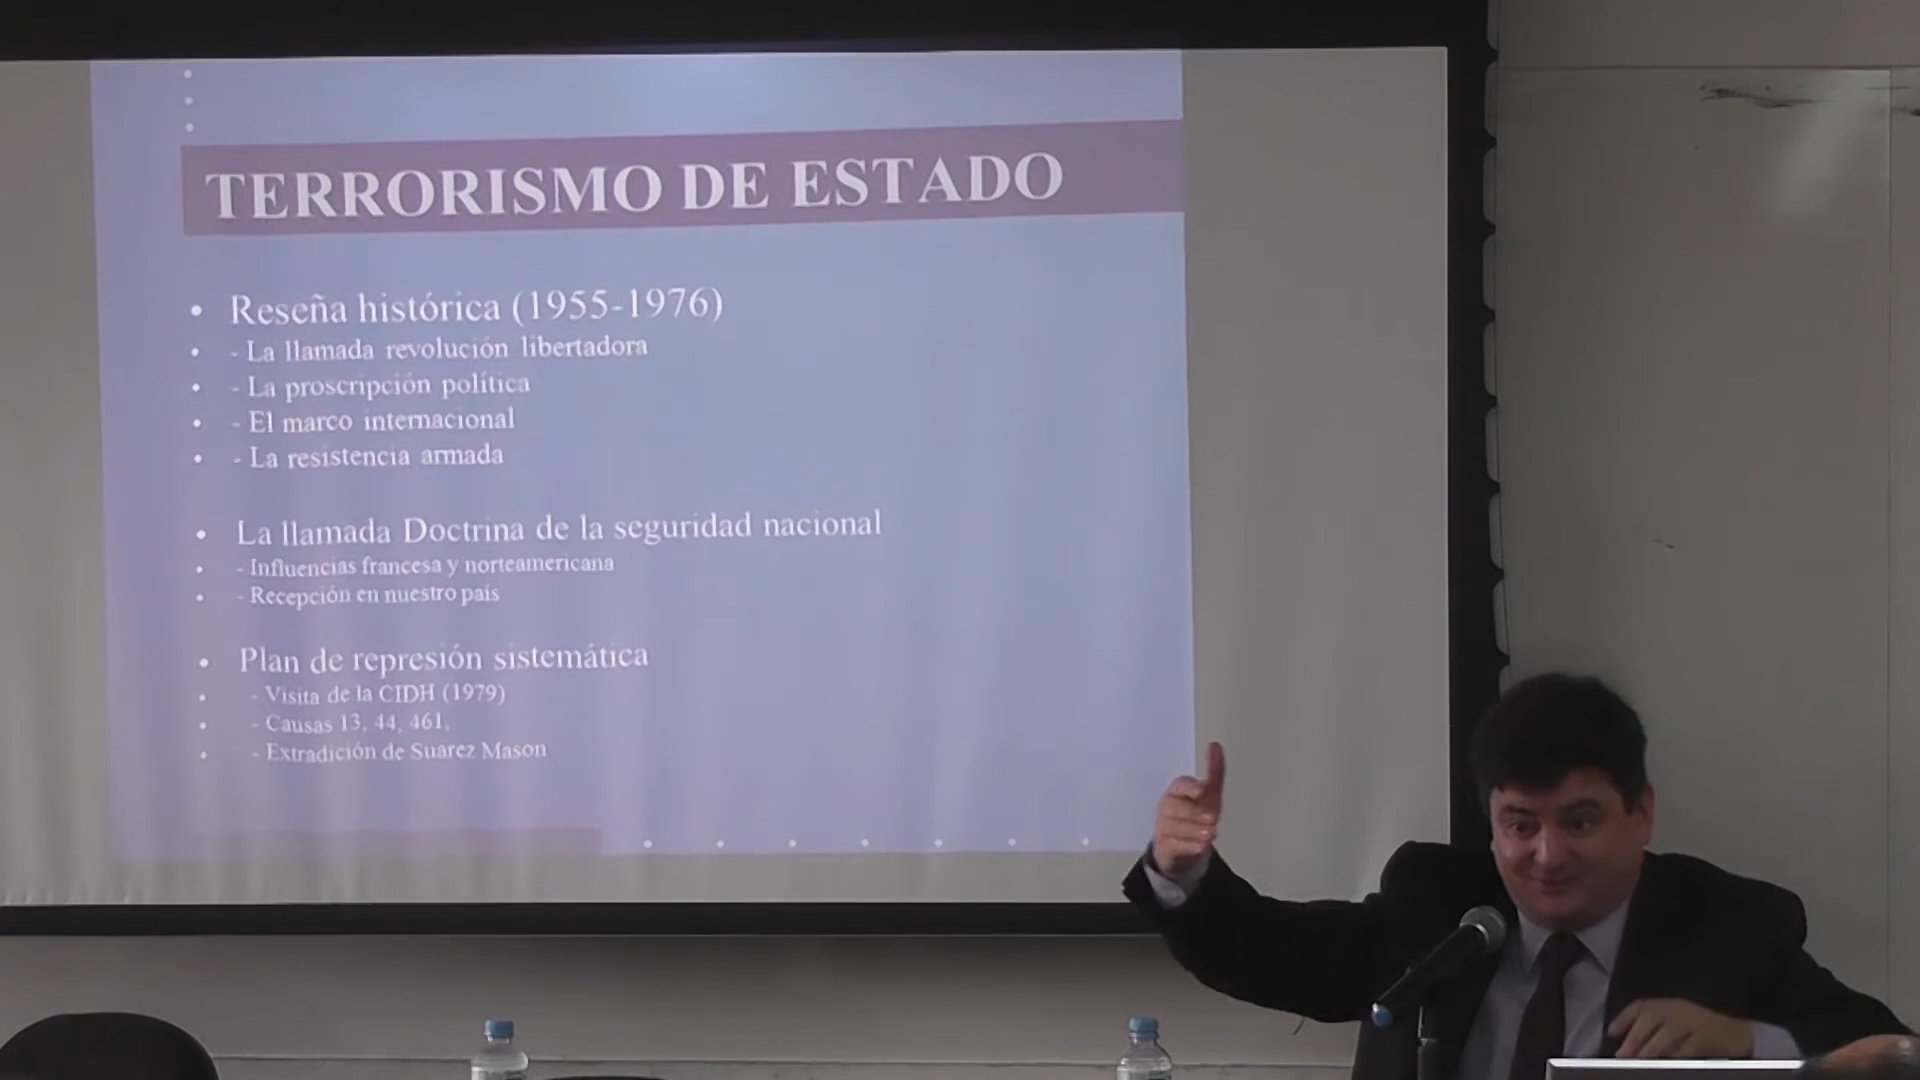 TERRORISMO DE ESTADO
• Reseña histórica (1955-1976)
• - La llamada revolución libertadora
• - La proscripción política
• - El marco internacional
• - La resistencia armada
• La llamada Doctrina de la seguridad nacional
• - Influencias francesa y norteamericana
• - Recepción en nuestro país
• Plan de represión sistemática
• - Visita de la CIDH (1979)
• - Causas 13, 44, 461,
• - Extradición de Suarez Mason